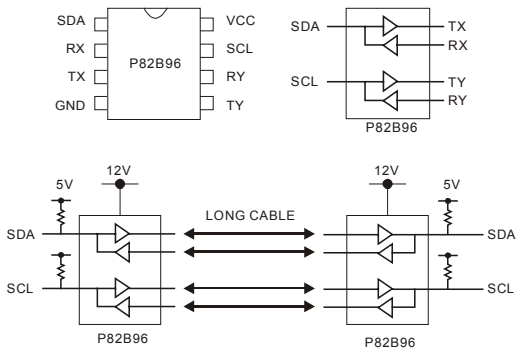 SDA
RX
TX
GND
P82B96
VCC
SCL
RY
TY
SDA
SCL
TX
RX
TY
RY
P82B96
12V
5V
SDA
SCL
P82B96
LONG CABLE
12V
5V
SDA
SCL
P82B96